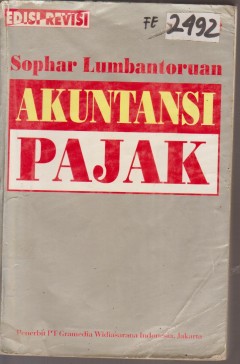 EDISI REVISI
FE 2492
Sophar Lumbantoruan
AKUNTANSI
PAJAK
Penerbit PT Gramedia Widiasarana Indonesia, Jakarta